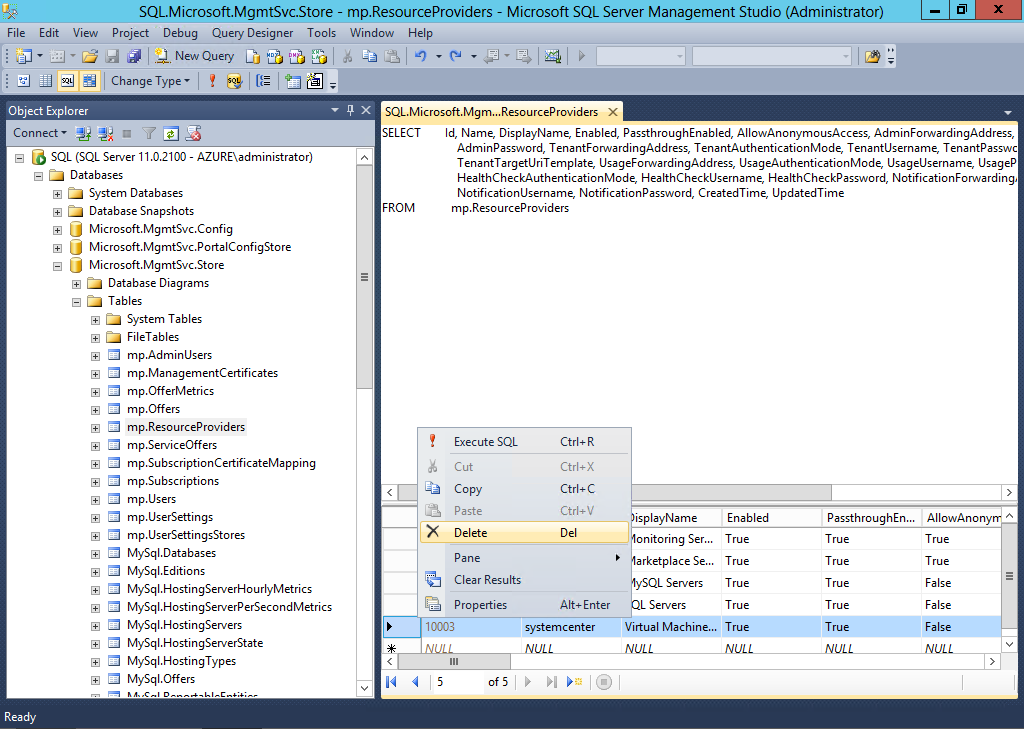 SQL.Microsoft.MgmtSvc.Store - mp.ResourceProviders - Microsoft SQL Server Management Studio (Administrator)
File Edit View Project Debug Query Designer Tools Window Help
New Query
SQL Change Type
Object Explorer
Connect
SQL (SQL Server 11.0.2100 - AZURE\administrator)
Databases
System Databases
Database Snapshots
Microsoft.MgmtSvc.Config
Microsoft.MgmtSvc.PortalConfigStore
Microsoft.MgmtSvc.Store
Database Diagrams
Tables
System Tables
FileTables
mp.AdminUsers
mp.ManagementCertificates
mp.OfferMetrics
mp.Offers
mp.ResourceProviders
mp.ServiceOffers
mp.SubscriptionCertificateMapping
mp.Subscriptions
mp.Users
mp.UserSettings
mp.UserSettingsStores
MySql.Databases
MySql.Editions
MySql.HostingServerHourlyMetrics
MySql.HostingServerPerSecondMetrics
MySql.HostingServers
MySql.HostingServerState
MySql.HostingTypes
MySql.Offers
MySql.ReportableEntities
SQL.Microsoft.Mgm...ResourceProviders
SELECT Id, Name, DisplayName, Enabled, PassthroughEnabled, AllowAnonymousAccess, AdminForwardingAddress,
AdminPassword, TenantForwardingAddress, TenantAuthenticationMode, TenantUsername, TenantPasswo
TenantTargetUriTemplate, UsageForwardingAddress, UsageAuthenticationMode, UsageUsername, UsageP
HealthCheckAuthenticationMode, HealthCheckUsername, HealthCheckPassword, NotificationForwardingA
NotificationUsername, NotificationPassword, CreatedTime, UpdatedTime
FROM mp.ResourceProviders
Execute SQL Ctrl+R
Cut Ctrl+X
Copy Ctrl+C
Paste Ctrl+V
Delete Del
Pane
Clear Results
Properties Alt+Enter
DisplayName Enabled PassthroughEn... AllowAnonym
Monitoring Ser... True True True
Marketplace Se... True True True
MySQL Servers True True False
SQL Servers True True False
10003 systemcenter Virtual Machine... True True False
NULL NULL NULL NULL NULL NULL
5 of 5
Ready